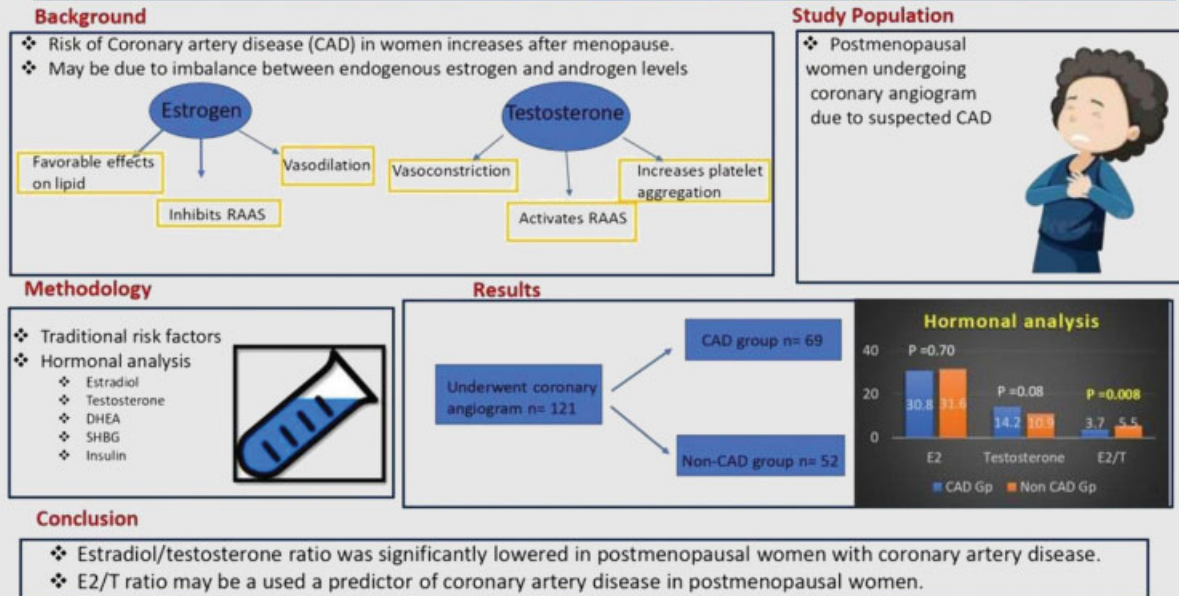 Background
❖ Risk of Coronary artery disease (CAD) in women increases after menopause.
❖ May be due to imbalance between endogenous estrogen and androgen levels
Estrogen
Favorable effects
on lipid
Inhibits RAAS
Vasodilation
Testosterone
Vasoconstriction
Activates RAAS
Increases platelet
aggregation
Study Population
❖ Postmenopausal
women undergoing
coronary angiogram
due to suspected CAD
Methodology
❖ Traditional risk factors
❖ Hormonal analysis
❖ Estradiol
❖ Testosterone
❖ DHEA
❖ SHBG
❖ Insulin
Results
Underwent coronary
angiogram n= 121
CAD group n= 69
Non-CAD group n= 52
Hormonal analysis
40
20
0
P =0.70
P =0.08
P =0.008
30.8 31.6
14.2 10.9
3.7 5.5
E2 Testosterone E2/T
CAD Gp Non CAD Gp
Conclusion
❖ Estradiol/testosterone ratio was significantly lowered in postmenopausal women with coronary artery disease.
❖ E2/T ratio may be a used a predictor of coronary artery disease in postmenopausal women.